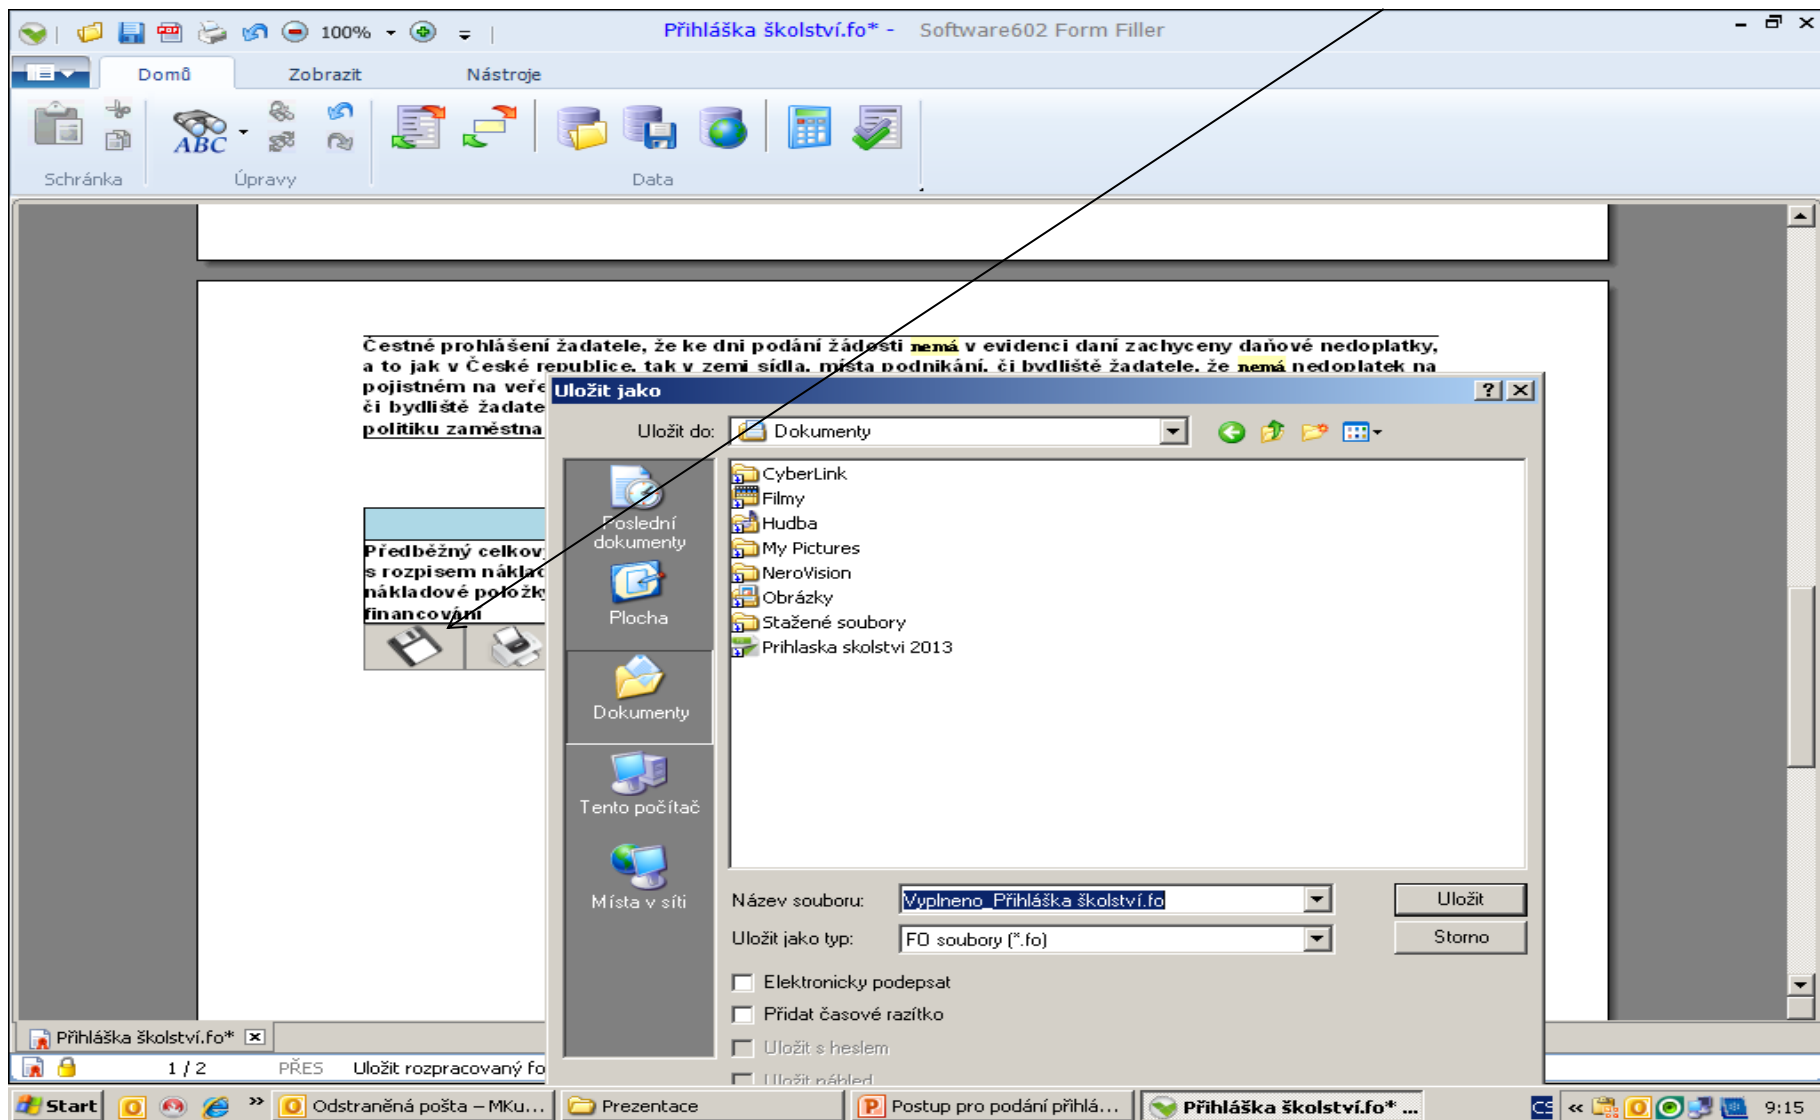 100%
Přihláška školství.fo* - Software602 Form Filler
Domů Zobrazit Nástroje
ABC
Schránka Úpravy Data
Čestné prohlášení žadatele, že ke dni podání žádosti nemá v evidenci daní zachyceny daňové nedoplatky,
a to jak v České republice, tak v zemi sídla, místa podnikání, či bydliště žadatele, že nemá nedoplatek na
pojistném na veře
či bydliště žadate
politiku zaměstna
Předběžný celkov
s rozpisem náklad
nákladové položky
financování
Uložit jako
Uložit do: Dokumenty
Poslední
dokumenty
Plocha
Dokumenty
Tento počítač
Místa v síti
CyberLink
Filmy
Hudba
My Pictures
NeroVision
Obrázky
Stažené soubory
Prihlaska skolstvi 2013
Název souboru: Vyplneno_Přihláška školství.fo Uložit
Uložit jako typ: FO soubory (*.fo) Storno
Elektronicky podepsat
Přidat časové razítko
Uložit s heslem
Uložit náhled
Přihláška školství.fo*
1 / 2 PŘES Uložit rozpracovaný fo
Start Odstraněná pošta – MKu... Prezentace Postup pro podání přihlá... Přihláška školství.fo* ... CS 9:15